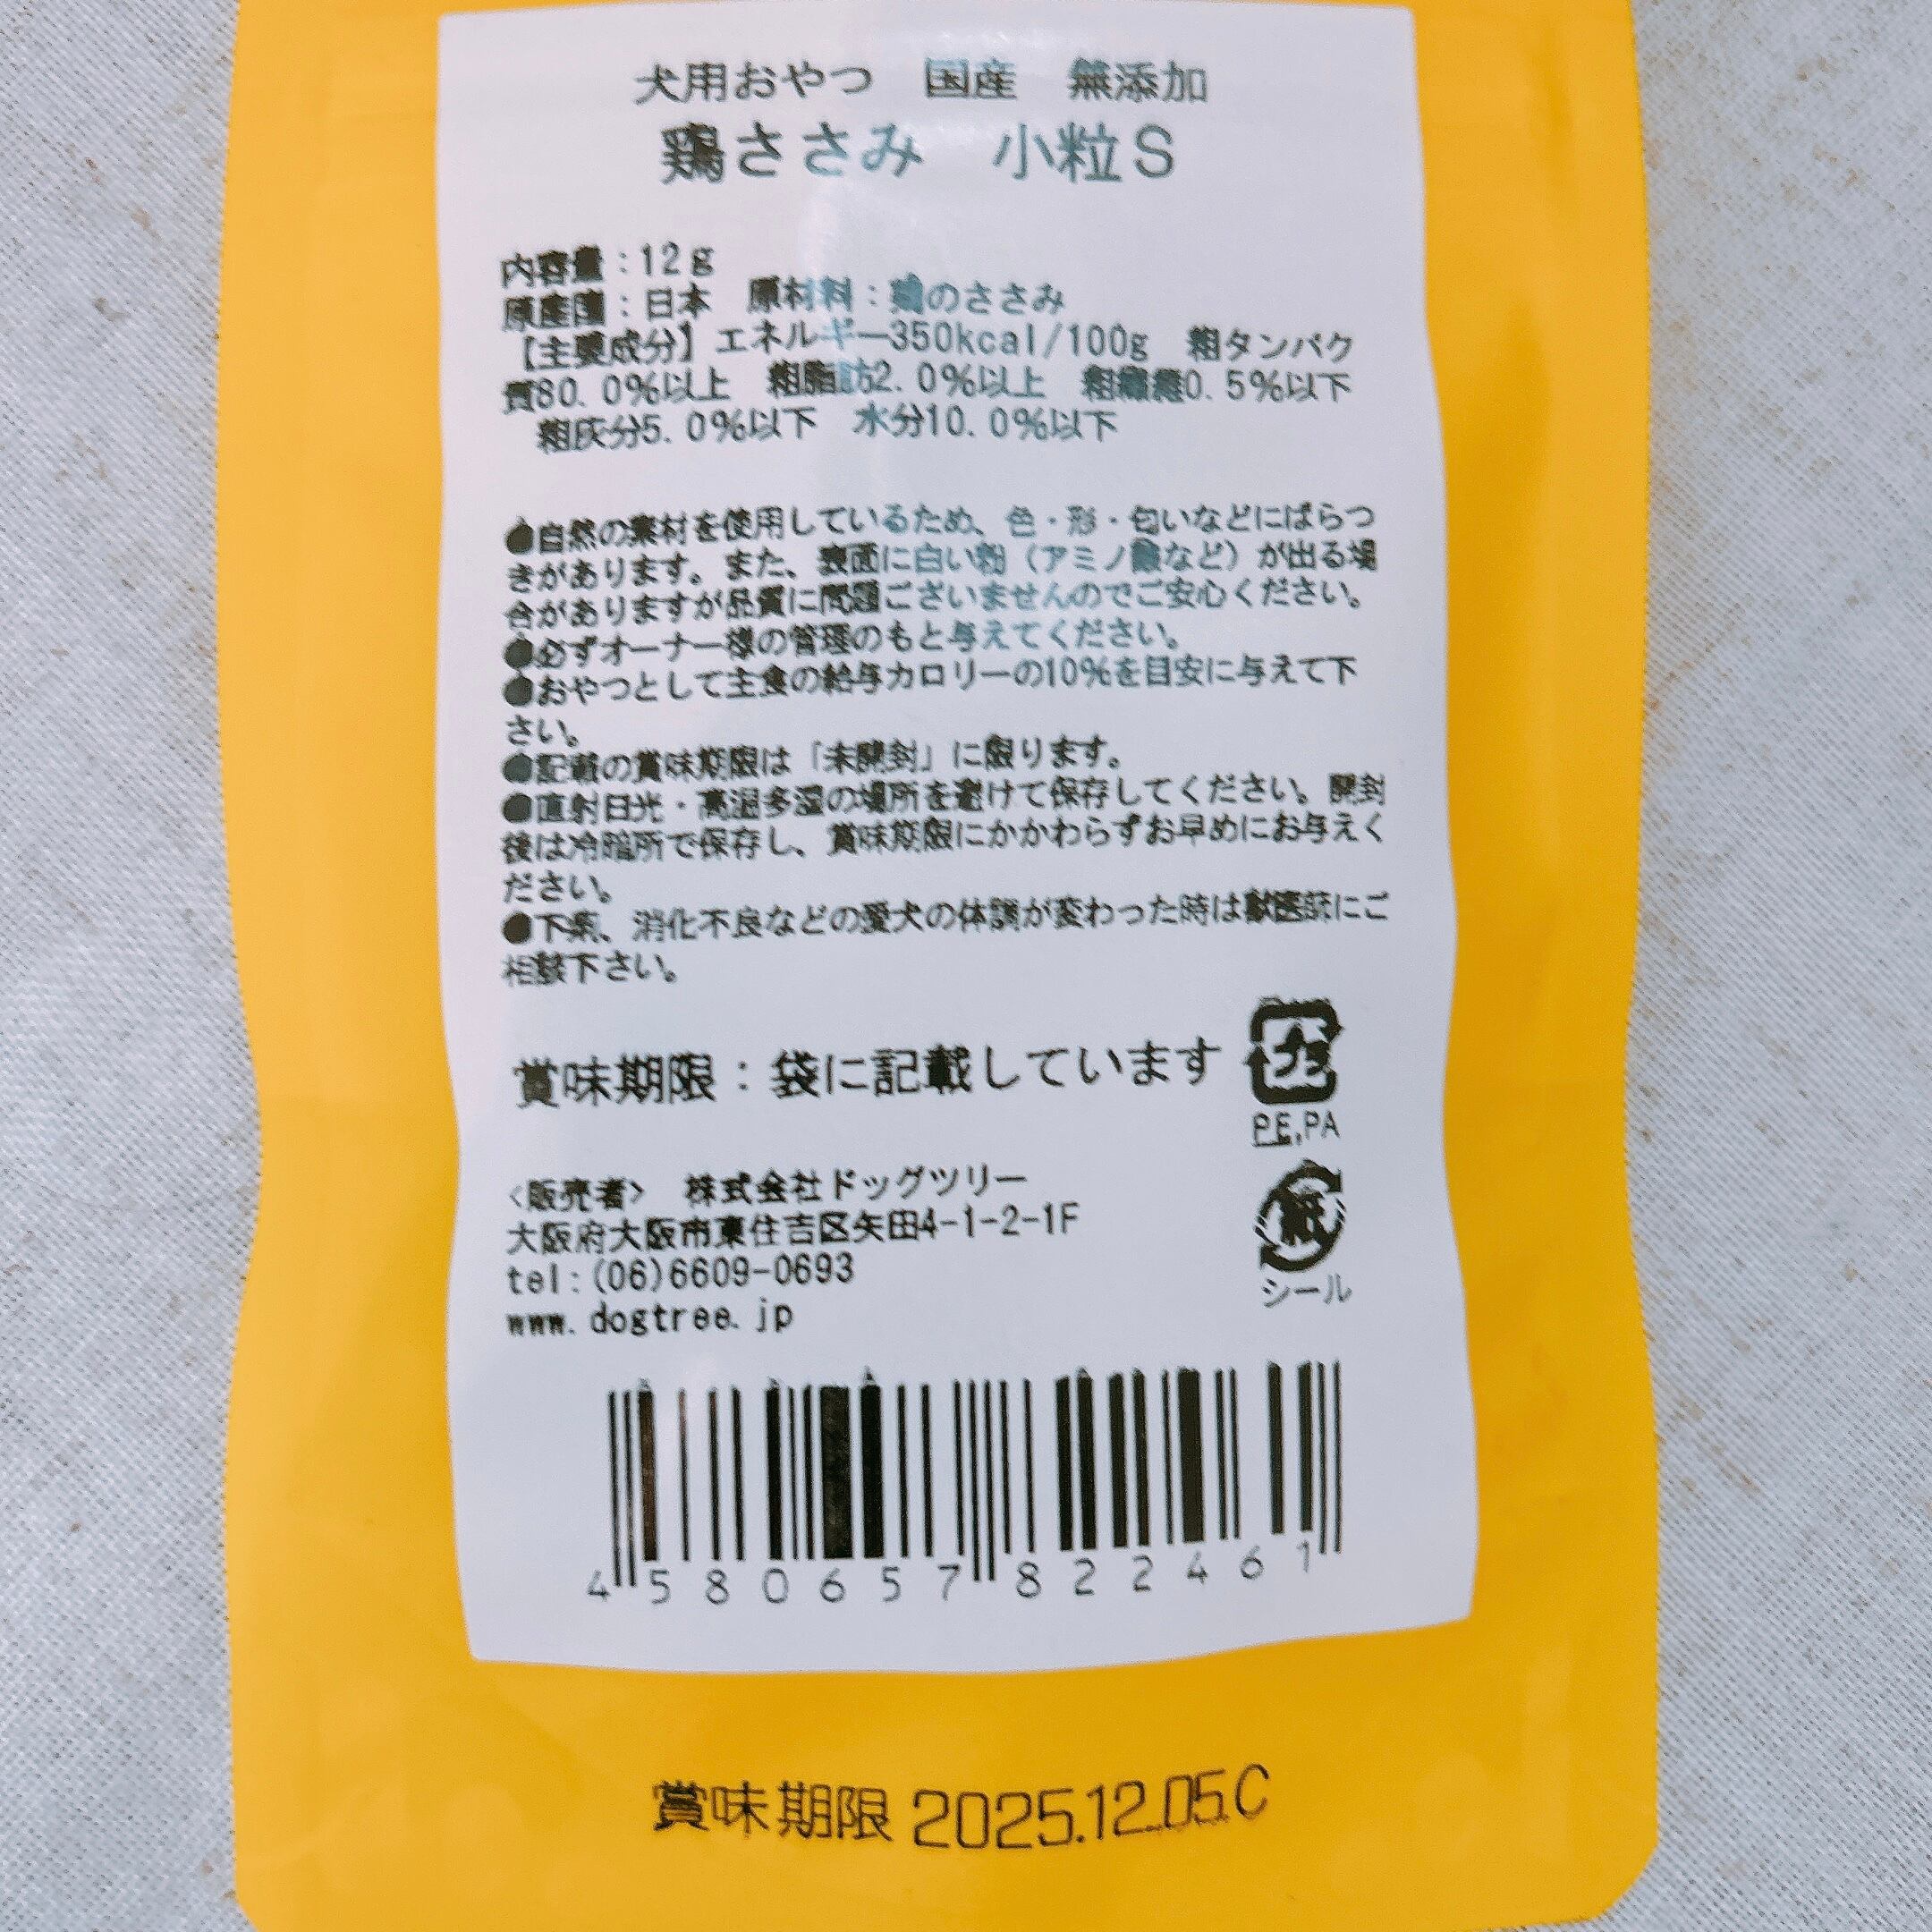 犬用おやつ 国産 無添加
鶏ささみ 小粒S
内容量：12g
原産国：日本 原材料：鶏のささみ
【主要成分】エネルギー350kcal/100g 粗タンパク
質80.0%以上 粗脂肪2.0%以上 粗繊維0.5%以下
粗灰分5.0%以下 水分10.0%以下
●自然の素材を使用しているため、色・形・匂いなどにばらつ
きがあります。また、表面に白い粉（アミノ酸など）が出る場
合がありますが品質に問題ございませんのでご安心ください。
●必ずオーナー様の管理のもと与えてください。
●おやつとして主食の給与カロリーの10%を目安に与えて下
さい。
●記載の賞味期限は「未開封」に限ります。
●直射日光・高温多湿の場所を避けて保存してください。開封
後は冷暗所で保存し、賞味期限にかかわらずお早めにお与えく
ださい。
●下痢、消化不良などの愛犬の体調が変わった時は獣医師にご
相談下さい。
賞味期限：袋に記載しています
プラ
PE,PA
<販売者> 株式会社ドッグツリー
大阪府大阪市東住吉区矢田4-1-2-1F
tel:(06)6609-0693
www.dogtree.jp
紙
シール
4580657822461
賞味期限 2025.12.05.C